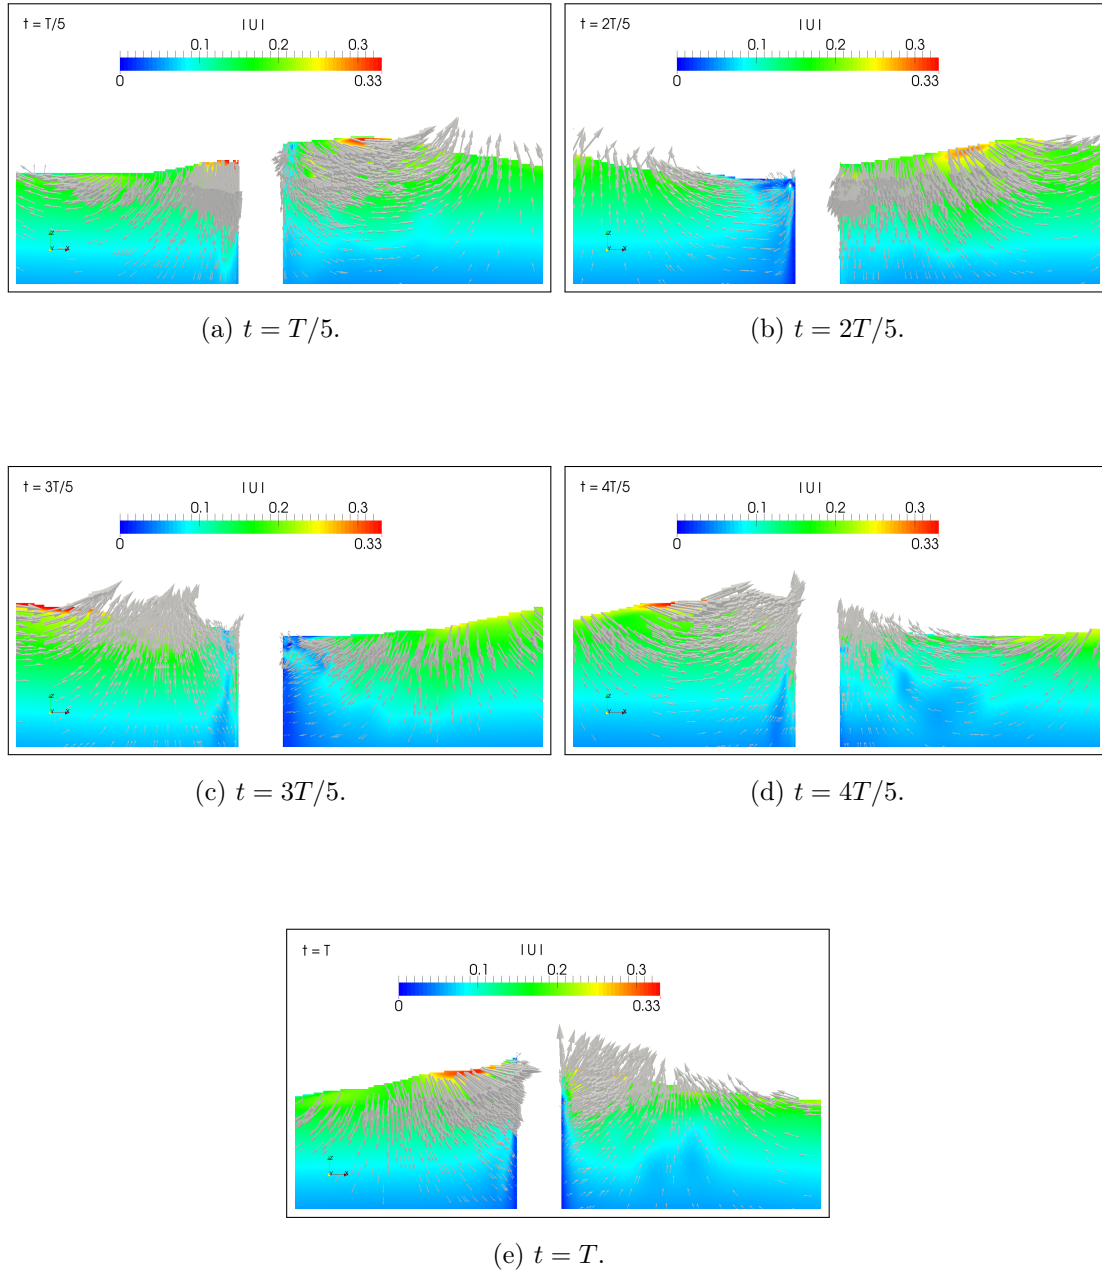 t = T/5 | U |
0.1 0.2 0.3
0 0.33
(a) t = T/5.
t = 2T/5 | U |
0.1 0.2 0.3
0 0.33
(b) t = 2T/5.
t = 3T/5 | U |
0.1 0.2 0.3
0 0.33
(c) t = 3T/5.
t = 4T/5 | U |
0.1 0.2 0.3
0 0.33
(d) t = 4T/5.
t = T | U |
0.1 0.2 0.3
0 0.33
(e) t = T.